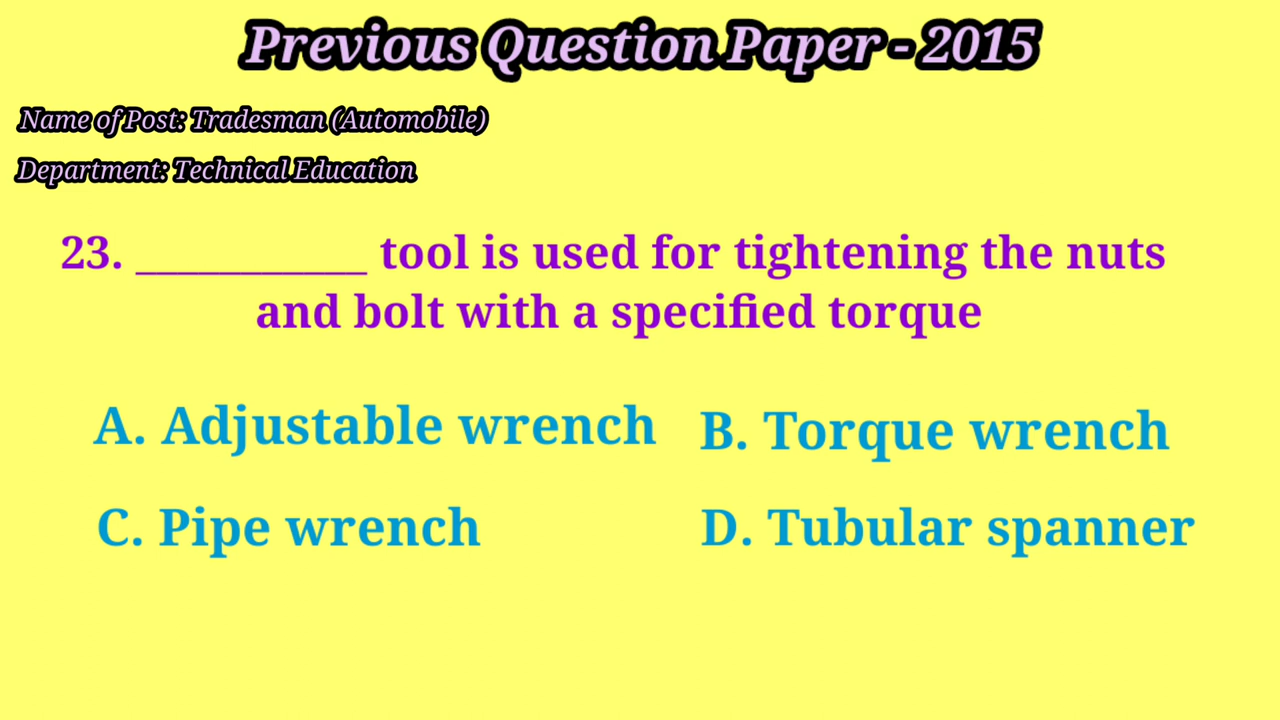 Previous Question Paper - 2015
Name of Post: Tradesman (Automobile)
Department: Technical Education
23. ___________ tool is used for tightening the nuts
and bolt with a specified torque
A. Adjustable wrench B. Torque wrench
C. Pipe wrench D. Tubular spanner